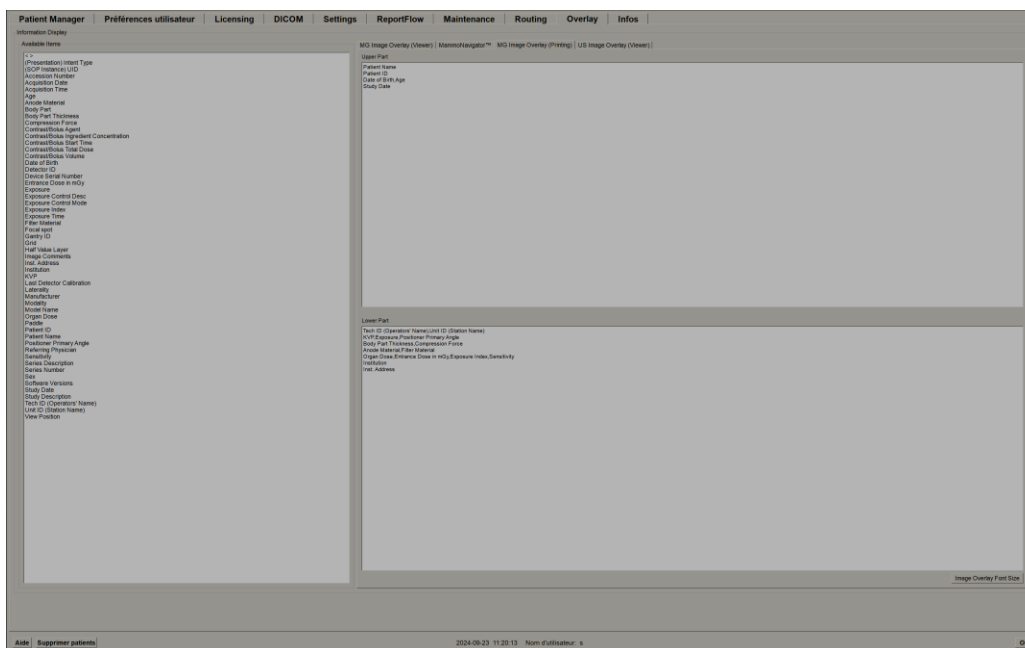 Patient Manager Préférences utilisateur Licensing DICOM Settings ReportFlow Maintenance Routing Overlay Infos
Information Display
Available Items
< >
(Presentation) Intent Type
(SOP Instance) UID
Accession Number
Acquisition Date
Acquisition Time
Age
Anode Material
Body Part
Body Part Thickness
Compression Force
Contrast/Bolus Agent
Contrast/Bolus Ingredient Concentration
Contrast/Bolus Start Time
Contrast/Bolus Total Dose
Contrast/Bolus Volume
Date of Birth
Detector ID
Device Serial Number
Entrance Dose in mGy
Exposure
Exposure Control Desc
Exposure Control Mode
Exposure Index
Exposure Time
Filter Material
Focal spot
Gantry ID
Grid
Half Value Layer
Image Comments
Inst. Address
Institution
KVP
Last Detector Calibration
Laterality
Manufacturer
Modality
Model Name
Organ Dose
Paddle
Patient ID
Patient Name
Positioner Primary Angle
Referring Physician
Sensitivity
Series Description
Series Number
Sex
Software Versions
Study Date
Study Description
Tech ID (Operators' Name)
Unit ID (Station Name)
View Position
MG Image Overlay (Viewer) MammoNavigator™ MG Image Overlay (Printing) US Image Overlay (Viewer)
Upper Part
Patient Name
Patient ID
Date of Birth,Age
Study Date
Lower Part
Tech ID (Operators' Name),Unit ID (Station Name)
KVP,Exposure,Positioner Primary Angle
Body Part Thickness,Compression Force
Anode Material,Filter Material
Organ Dose,Entrance Dose in mGy,Exposure Index,Sensitivity
Institution
Inst. Address
Image Overlay Font Size
Aide Supprimer patients 2024-09-23 11:20:13 Nom d'utilisateur: s